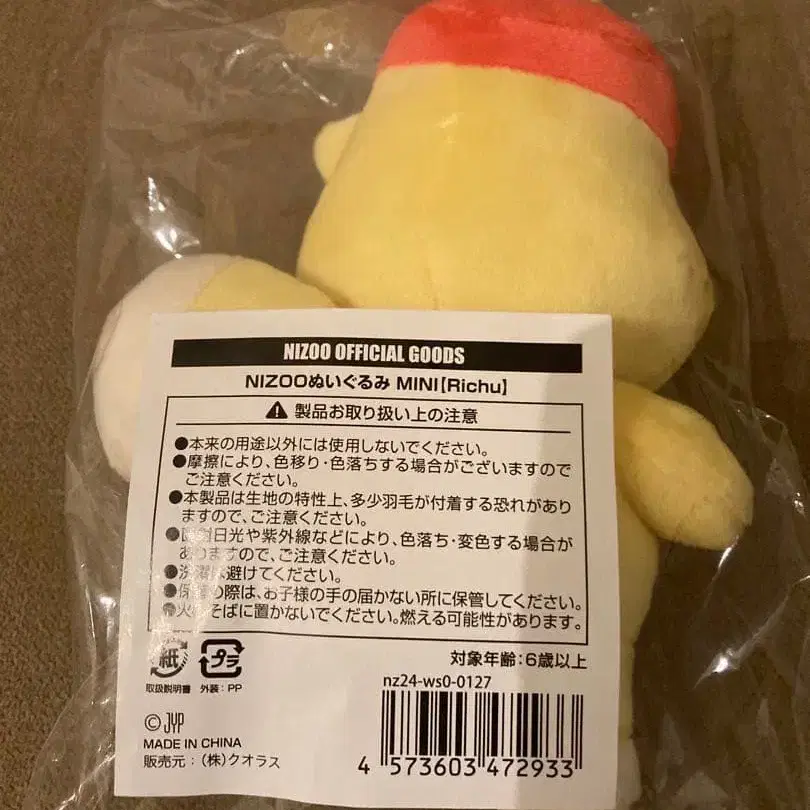 NIZOO OFFICIAL GOODS
NIZOOぬいぐるみ MINI【Richu】
製品お取り扱い上の注意
●本来の用途以外には使用しないでください。
●摩擦により、色移り・色落ちする場合がございますので
ご注意ください。
●本製品は生地の特性上、多少羽毛が付着する恐れがあり
ますので、ご注意ください。
●直射日光や紫外線などにより、色落ち・変色する場合が
ありますので、ご注意ください。
●洗濯は避けてください。
●保管の際は、お子様の手の届かない所に保管してください。
●火のそばに置かないでください。燃える可能性があります。
紙 プラ
取扱説明書 外装：PP
対象年齢：6歳以上
nz24-ws0-0127
©JYP
MADE IN CHINA
販売元：(株)クオラス
4 573603 472933